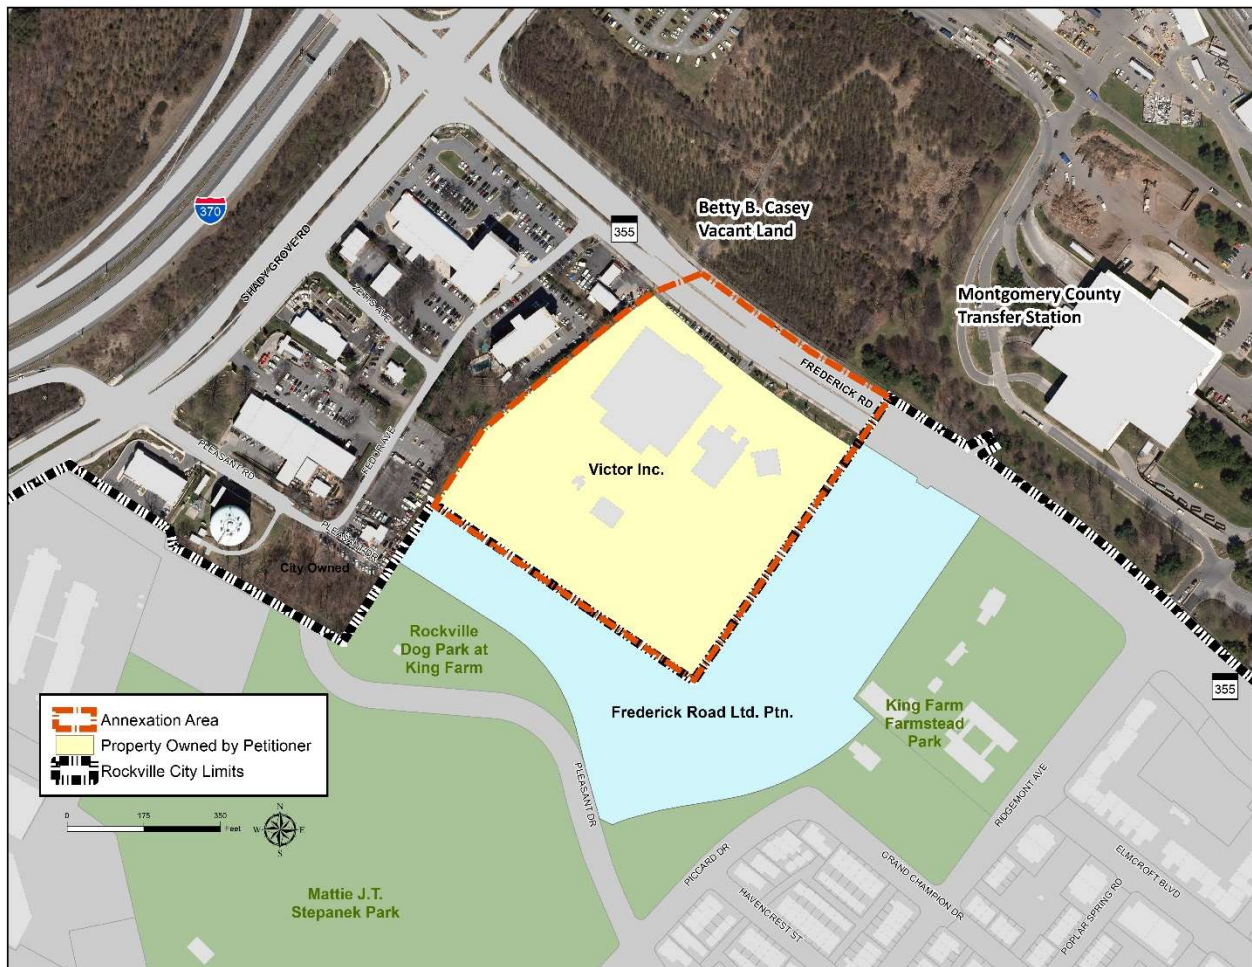 370
SHADY GROVE RD
355
Betty B. Casey
Vacant Land
Montgomery County
Transfer Station
ZETTS AVE
FREDERICK RD
PLEASANT RD
FEDOR AVE
Victor Inc.
PLEASANT DR
City Owned
Rockville
Dog Park at
King Farm
Frederick Road Ltd. Ptn.
King Farm
Farmstead
Park
355
Annexation Area
Property Owned by Petitioner
Rockville City Limits
0 175 350
Feet
N
W E
S
PLEASANT DR
RIDGEMONT AVE
PICCARD DR
GRAND CHAMPION DR
ELMCROFT BLVD
HAVENCREST ST
POPLAR SPRING RD
Mattie J.T.
Stepanek Park